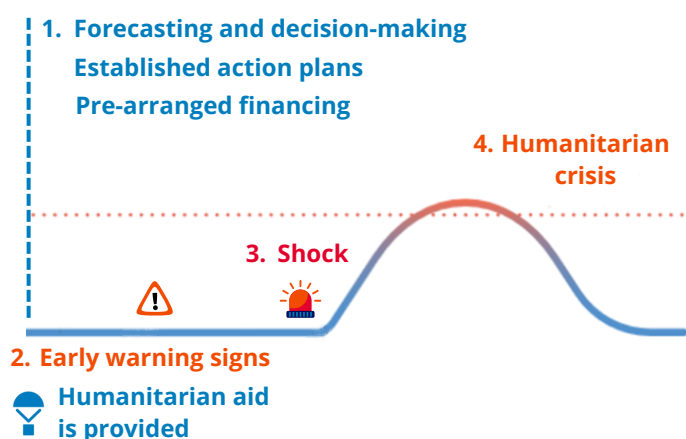 1. Forecasting and decision-making
Established action plans
Pre-arranged financing
4. Humanitarian
crisis
3. Shock
2. Early warning signs
Humanitarian aid
is provided